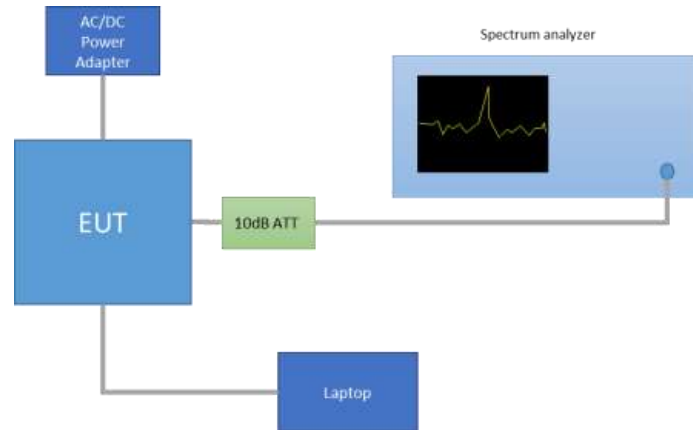 AC/DC
Power
Adapter
Spectrum analyzer
EUT
10dB ATT
Laptop